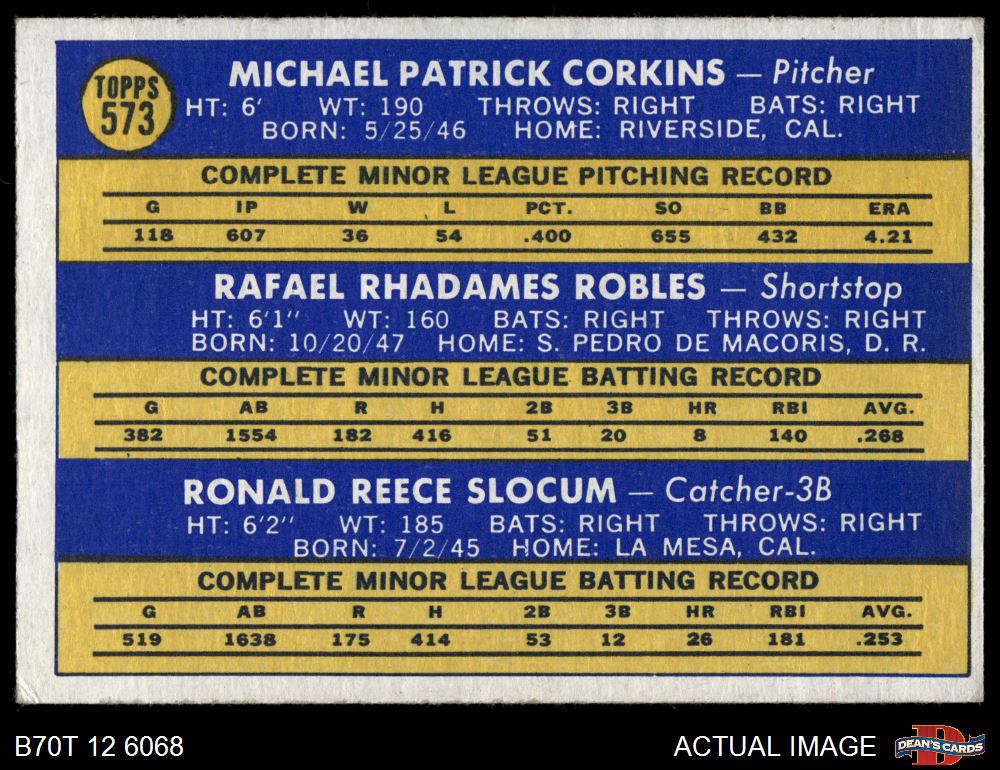 TOPPS
573
MICHAEL PATRICK CORKINS — Pitcher
HT: 6' WT: 190 THROWS: RIGHT BATS: RIGHT
BORN: 5/25/46 HOME: RIVERSIDE, CAL.
COMPLETE MINOR LEAGUE PITCHING RECORD
G IP W L PCT. SO BB ERA
118 607 36 54 .400 655 432 4.21
RAFAEL RHADAMES ROBLES — Shortstop
HT: 6'1" WT: 160 BATS: RIGHT THROWS: RIGHT
BORN: 10/20/47 HOME: S. PEDRO DE MACORIS, D. R.
COMPLETE MINOR LEAGUE BATTING RECORD
G AB R H 2B 3B HR RBI AVG.
382 1554 182 416 51 20 8 140 .268
RONALD REECE SLOCUM — Catcher-3B
HT: 6'2" WT: 185 BATS: RIGHT THROWS: RIGHT
BORN: 7/2/45 HOME: LA MESA, CAL.
COMPLETE MINOR LEAGUE BATTING RECORD
G AB R H 2B 3B HR RBI AVG.
519 1638 175 414 53 12 26 181 .253
B70T 12 6068 ACTUAL IMAGE D DEAN'S CARDS